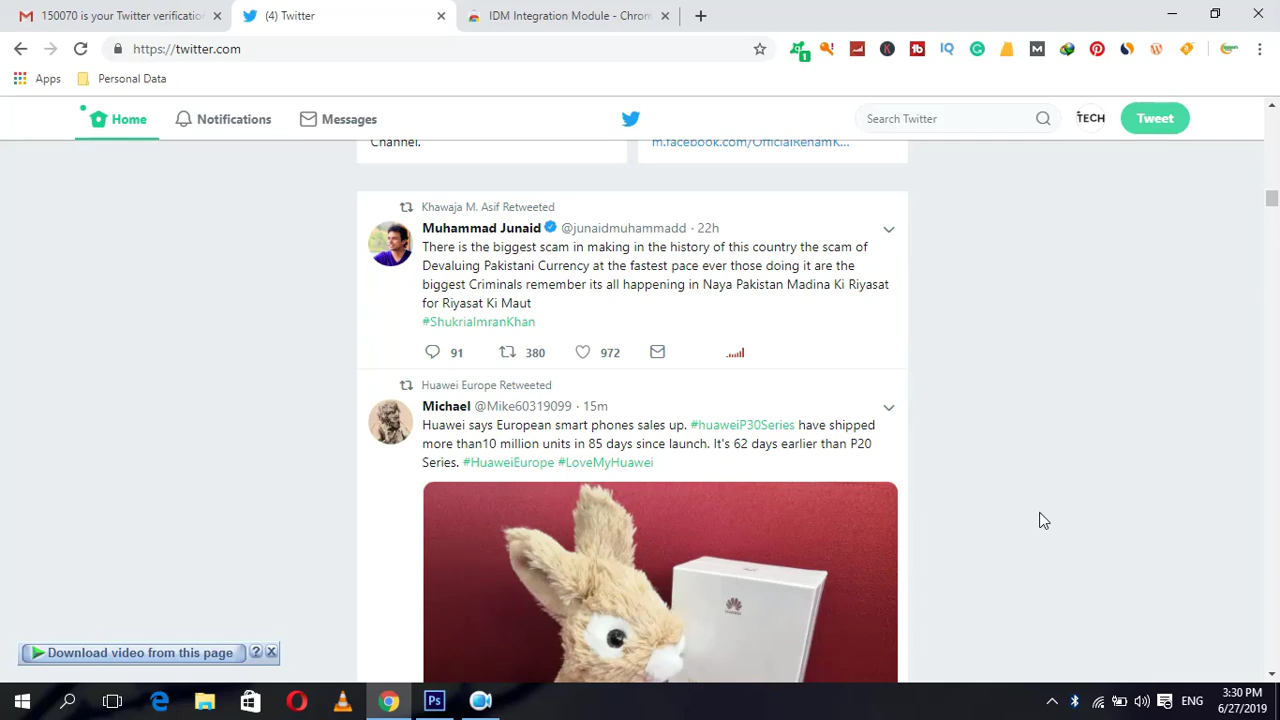 150070 is your Twitter verificatio
(4) Twitter
IDM Integration Module - Chrom
https://twitter.com
1
Apps
Personal Data
Home
Notifications
Messages
Search Twitter
TECH
Tweet
Channel.
m.facebook.com/OfficialRehamK...
Khawaja M. Asif Retweeted
Muhammad Junaid @junaidmuhammadd · 22h
There is the biggest scam in making in the history of this country the scam of
Devaluing Pakistani Currency at the fastest pace ever those doing it are the
biggest Criminals remember its all happening in Naya Pakistan Madina Ki Riyasat
for Riyasat Ki Maut
#ShukriaImranKhan
91
380
972
Huawei Europe Retweeted
Michael @Mike60319099 · 15m
Huawei says European smart phones sales up. #huaweiP30Series have shipped
more than10 million units in 85 days since launch. It's 62 days earlier than P20
Series. #HuaweiEurope #LoveMyHuawei
HUAWEI
Download video from this page
?
Ps
ENG
3:30 PM
6/27/2019